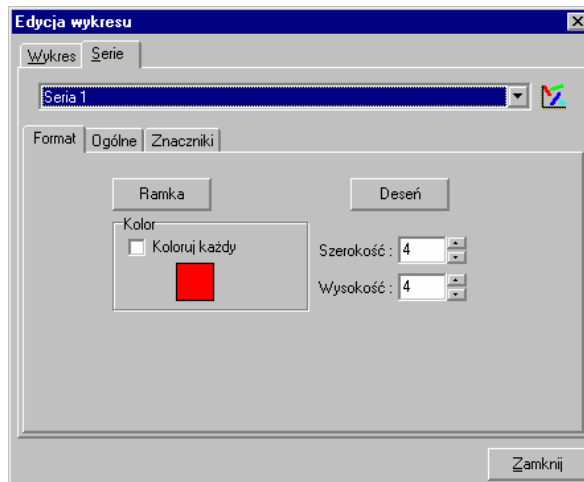 Edycja wykresu
Wykres Serie
Seria 1
Format Ogólne Znaczniki
Ramka Deseń
Kolor
Koloruj każdy
Szerokość : 4
Wysokość : 4
Zamknij